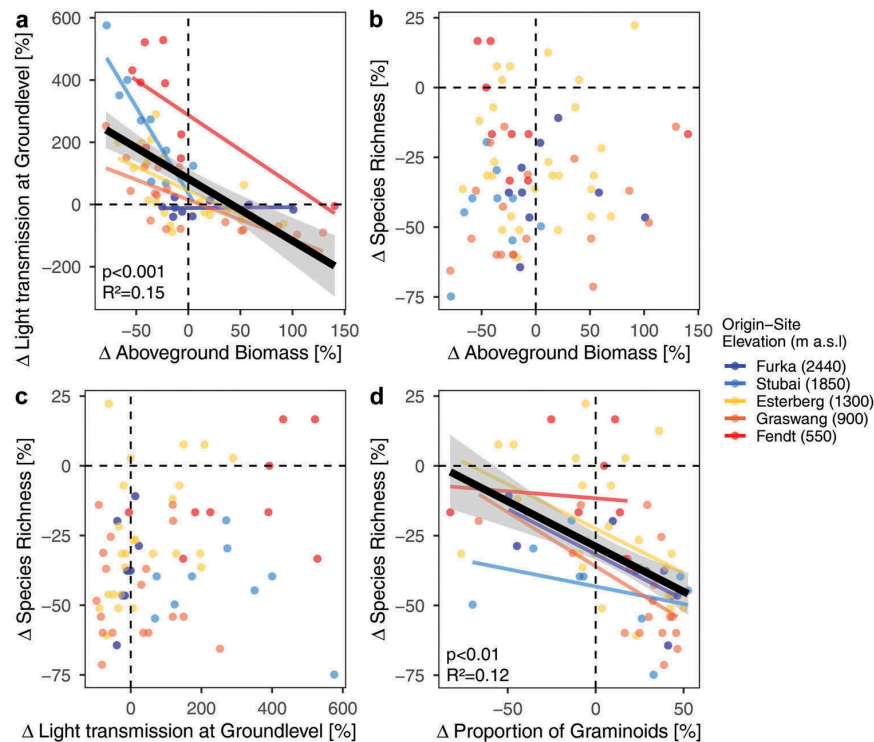 a
600
400
200
0
−200
Δ Light transmission at Groundlevel [%]
p<0.001
R²=0.15
−50
0
50
100
150
Δ Aboveground Biomass [%]
b
25
0
−25
−50
−75
Δ Species Richness [%]
−50
0
50
100
150
Δ Aboveground Biomass [%]
Origin−Site
Elevation (m a.s.l)
Furka (2440)
Stubai (1850)
Esterberg (1300)
Graswang (900)
Fendt (550)
c
25
0
−25
−50
−75
Δ Species Richness [%]
0
200
400
600
Δ Light transmission at Groundlevel [%]
d
25
0
−25
−50
−75
Δ Species Richness [%]
p<0.01
R²=0.12
−50
0
50
Δ Proportion of Graminoids [%]